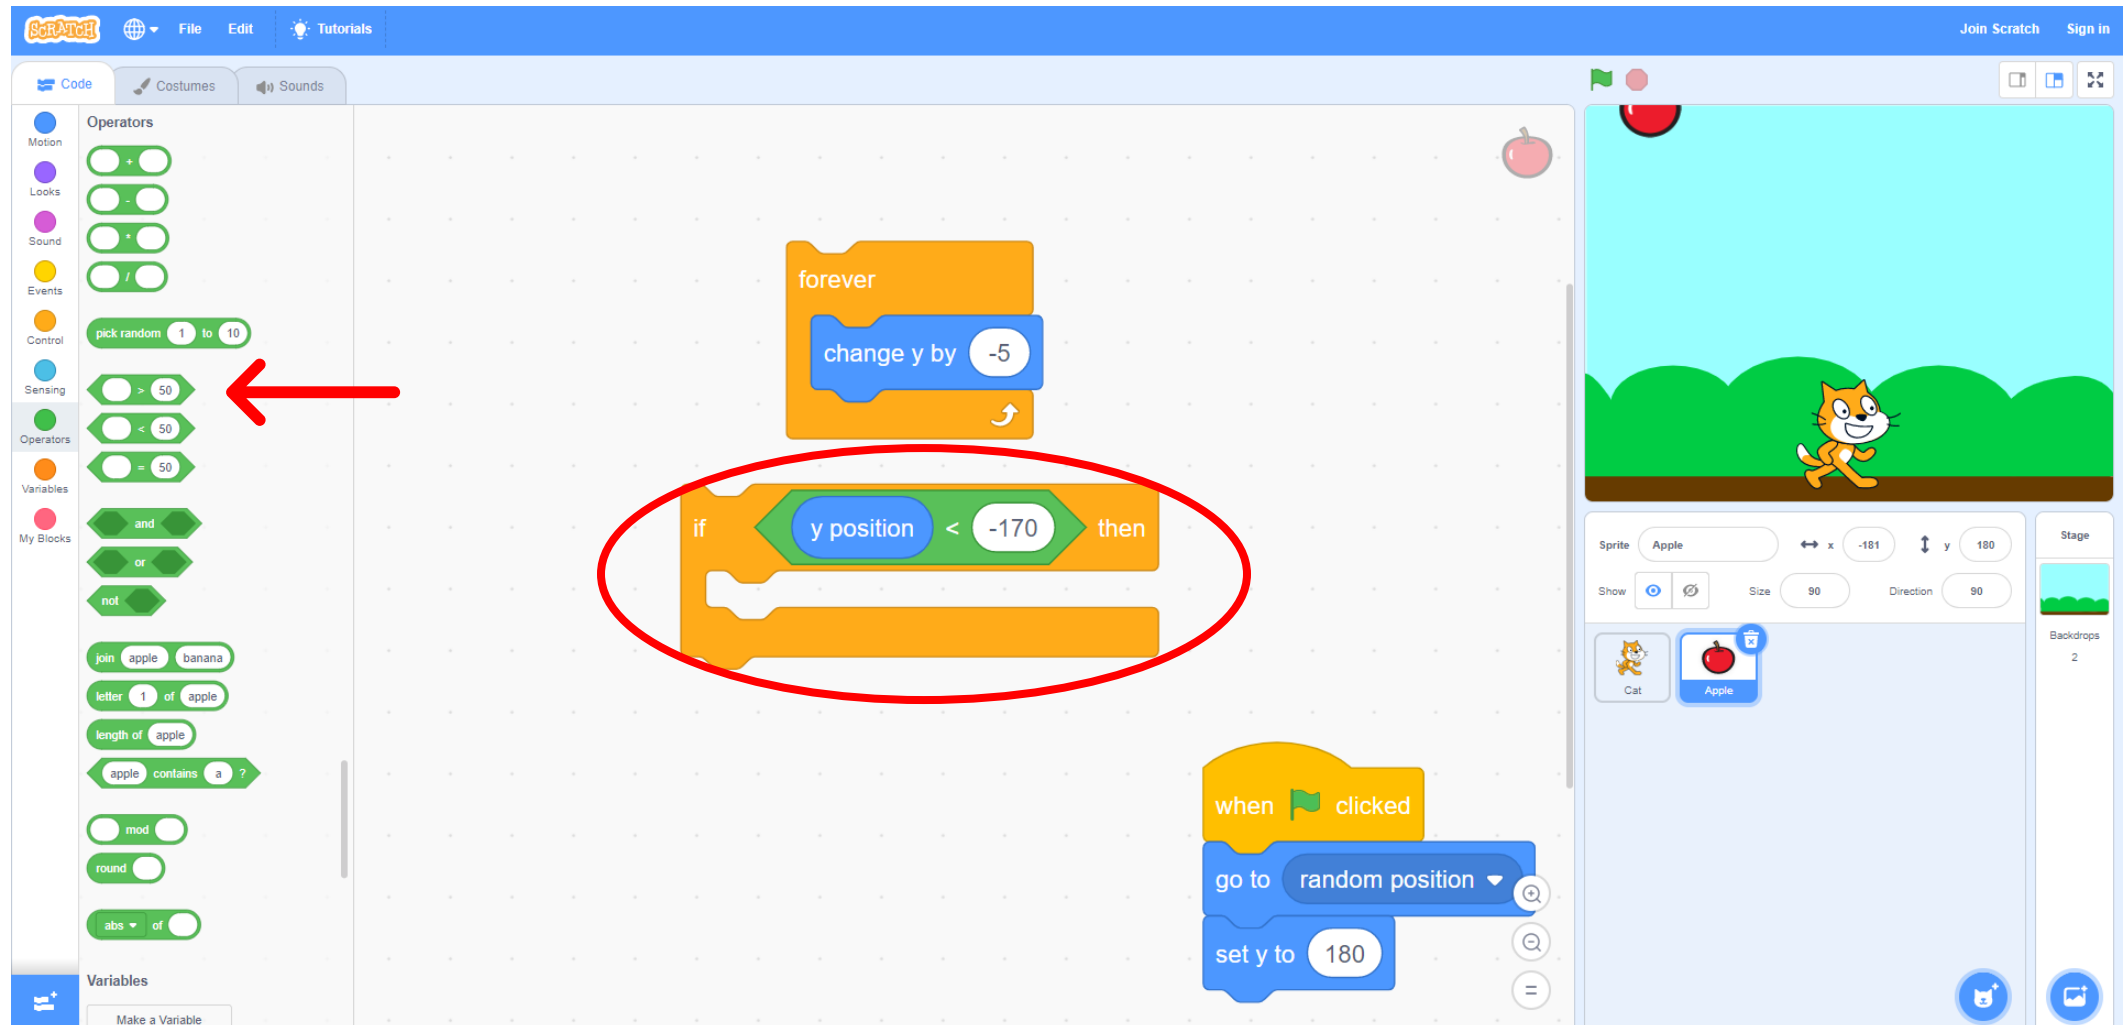 SCRATCH File Edit Tutorials Join Scratch Sign in
Code Costumes Sounds
Motion
Looks
Sound
Events
Control
Sensing
Operators
Variables
My Blocks
Operators
+
-
*
/
pick random 1 to 10
> 50
< 50
= 50
and
or
not
join apple banana
letter 1 of apple
length of apple
apple contains a ?
mod
round
abs of
Variables
Make a Variable
forever
change y by -5
if y position < -170 then
when clicked
go to random position
set y to 180
=
Sprite Apple x -181 y 180
Show Size 90 Direction 90
Cat
Apple
Stage
Backdrops
2